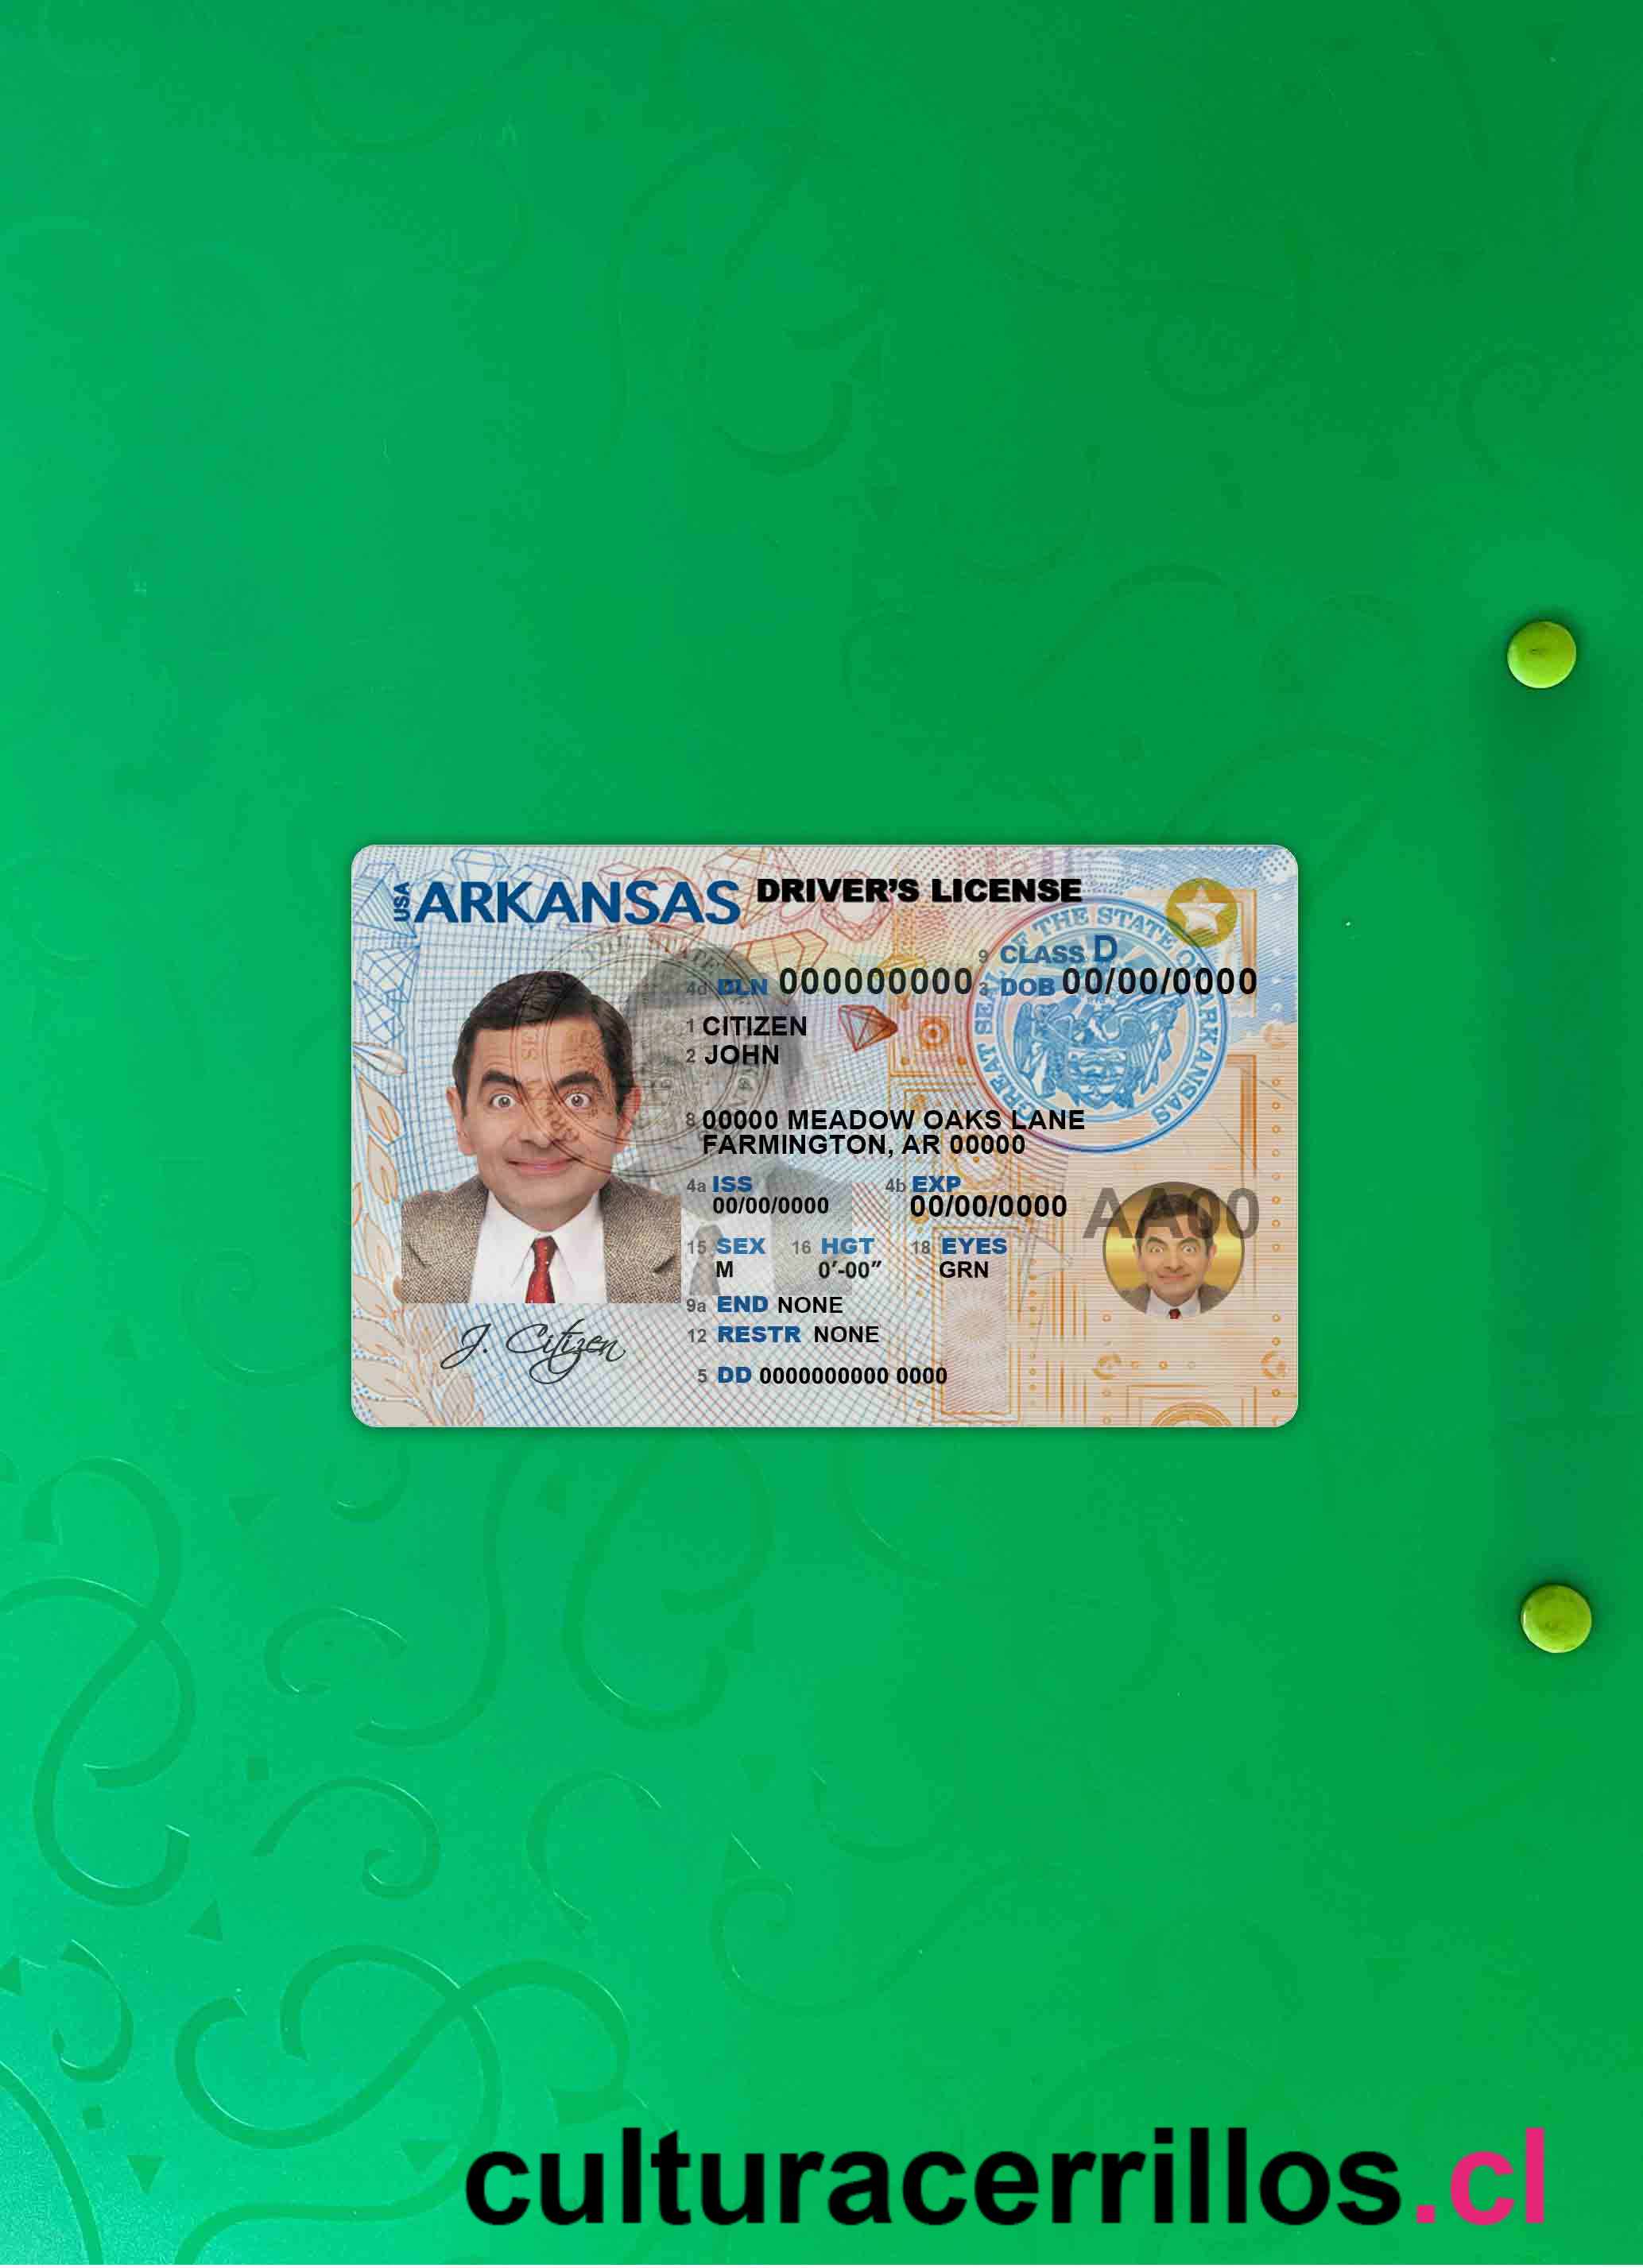 USA ARKANSAS DRIVER'S LICENSE
THE STATE
GREAT SEAL OF THE STATE OF ARKANSAS
9 CLASS D
4d DLN 000000000 3 DOB 00/00/0000
1 CITIZEN
2 JOHN
8 00000 MEADOW OAKS LANE
FARMINGTON, AR 00000
4a ISS 4b EXP
00/00/0000 00/00/0000
AA00
15 SEX 16 HGT 18 EYES
M 0'-00" GRN
9a END NONE
12 RESTR NONE
J. Citizen
5 DD 0000000000 0000
culturacerrillos.cl